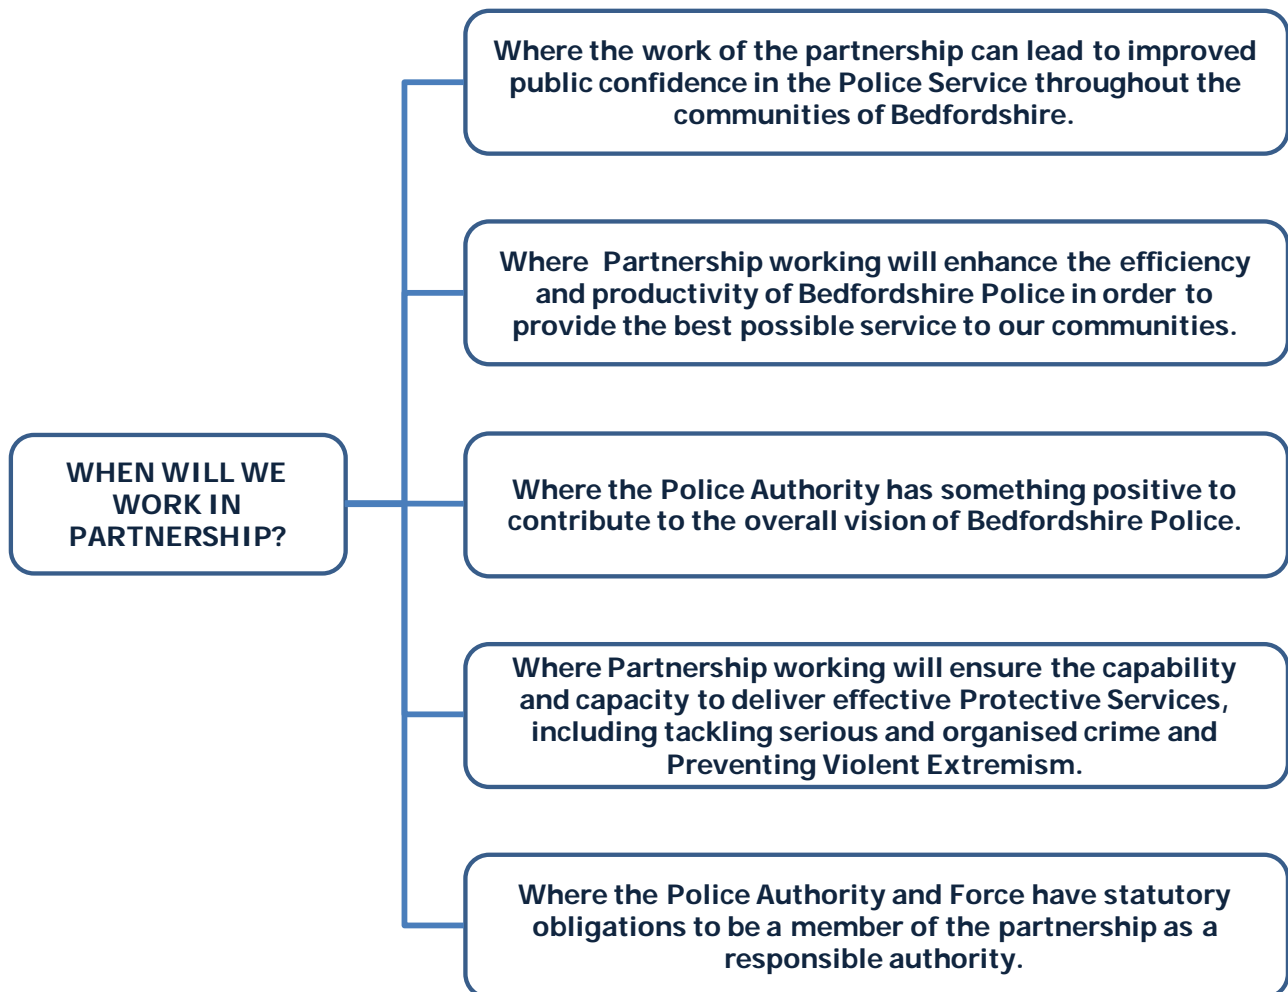 Where the work of the partnership can lead to improved
public confidence in the Police Service throughout the
communities of Bedfordshire.
Where Partnership working will enhance the efficiency
and productivity of Bedfordshire Police in order to
provide the best possible service to our communities.
WHEN WILL WE
WORK IN
PARTNERSHIP?
Where the Police Authority has something positive to
contribute to the overall vision of Bedfordshire Police.
Where Partnership working will ensure the capability
and capacity to deliver effective Protective Services,
including tackling serious and organised crime and
Preventing Violent Extremism.
Where the Police Authority and Force have statutory
obligations to be a member of the partnership as a
responsible authority.